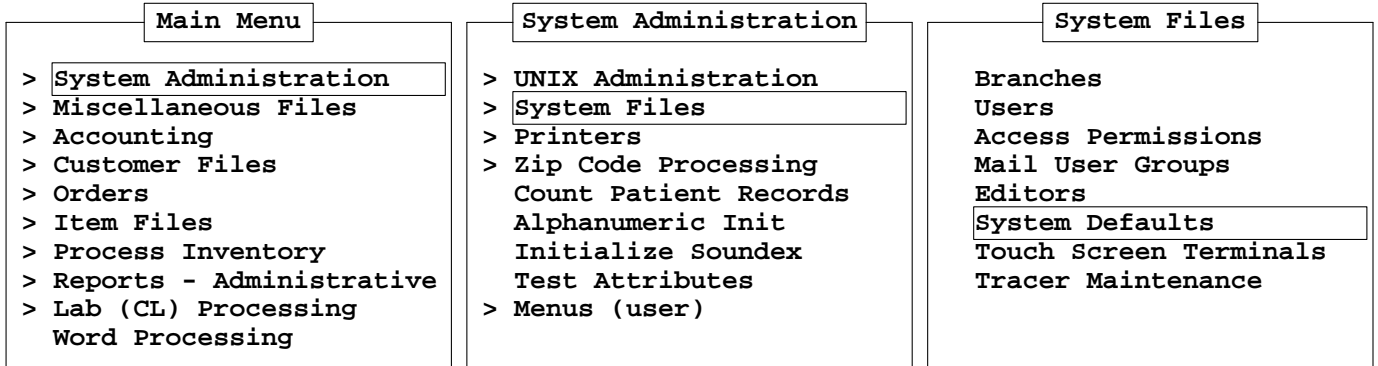 Main Menu
> System Administration
> Miscellaneous Files
> Accounting
> Customer Files
> Orders
> Item Files
> Process Inventory
> Reports - Administrative
> Lab (CL) Processing
Word Processing
System Administration
> UNIX Administration
> System Files
> Printers
> Zip Code Processing
Count Patient Records
Alphanumeric Init
Initialize Soundex
Test Attributes
> Menus (user)
System Files
Branches
Users
Access Permissions
Mail User Groups
Editors
System Defaults
Touch Screen Terminals
Tracer Maintenance